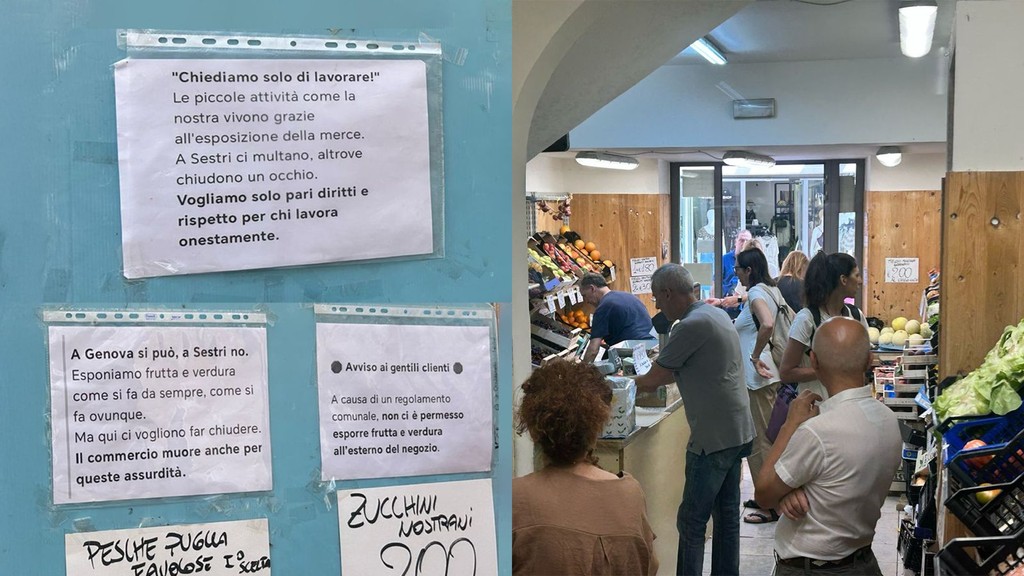 "Chiediamo solo di lavorare!"
Le piccole attività come la
nostra vivono grazie
all'esposizione della merce.
A Sestri ci multano, altrove
chiudono un occhio.
Vogliamo solo pari diritti e
rispetto per chi lavora
onestamente.
A Genova si può, a Sestri no.
Esponiamo frutta e verdura
come si fa da sempre, come si
fa ovunque.
Ma qui ci vogliono far chiudere.
Il commercio muore anche per
queste assurdità.
Avviso ai gentili clienti
A causa di un regolamento
comunale, non ci è permesso
esporre frutta e verdura
all'esterno del negozio.
PESCHE PUGLIA
FAVOLOSE
ZUCCHINI
NOSTRANI
200
200